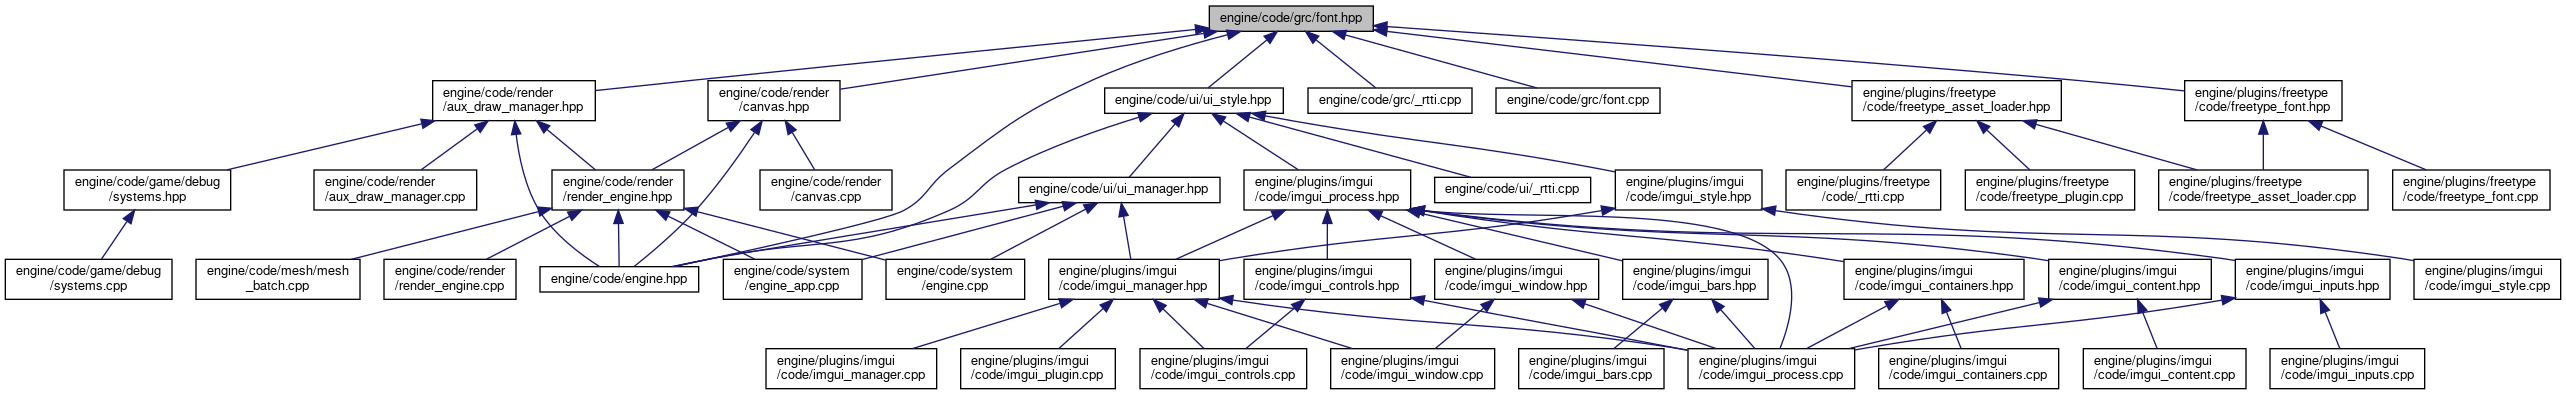 engine/code/grc/font.hpp
engine/code/render
/aux_draw_manager.hpp
engine/code/render
/canvas.hpp
engine/code/ui/ui_style.hpp
engine/code/grc/_rtti.cpp
engine/code/grc/font.cpp
engine/plugins/freetype
/code/freetype_asset_loader.hpp
engine/plugins/freetype
/code/freetype_font.hpp
engine/code/game/debug
/systems.hpp
engine/code/render
/aux_draw_manager.cpp
engine/code/render
/render_engine.hpp
engine/code/render
/canvas.cpp
engine/code/ui/ui_manager.hpp
engine/plugins/imgui
/code/imgui_process.hpp
engine/code/ui/_rtti.cpp
engine/plugins/imgui
/code/imgui_style.hpp
engine/plugins/freetype
/code/_rtti.cpp
engine/plugins/freetype
/code/freetype_plugin.cpp
engine/plugins/freetype
/code/freetype_asset_loader.cpp
engine/plugins/freetype
/code/freetype_font.cpp
engine/code/game/debug
/systems.cpp
engine/code/mesh/mesh
_batch.cpp
engine/code/render
/render_engine.cpp
engine/code/engine.hpp
engine/code/system
/engine_app.cpp
engine/code/system
/engine.cpp
engine/plugins/imgui
/code/imgui_manager.hpp
engine/plugins/imgui
/code/imgui_controls.hpp
engine/plugins/imgui
/code/imgui_window.hpp
engine/plugins/imgui
/code/imgui_bars.hpp
engine/plugins/imgui
/code/imgui_containers.hpp
engine/plugins/imgui
/code/imgui_content.hpp
engine/plugins/imgui
/code/imgui_inputs.hpp
engine/plugins/imgui
/code/imgui_style.cpp
engine/plugins/imgui
/code/imgui_manager.cpp
engine/plugins/imgui
/code/imgui_plugin.cpp
engine/plugins/imgui
/code/imgui_controls.cpp
engine/plugins/imgui
/code/imgui_window.cpp
engine/plugins/imgui
/code/imgui_bars.cpp
engine/plugins/imgui
/code/imgui_process.cpp
engine/plugins/imgui
/code/imgui_containers.cpp
engine/plugins/imgui
/code/imgui_content.cpp
engine/plugins/imgui
/code/imgui_inputs.cpp